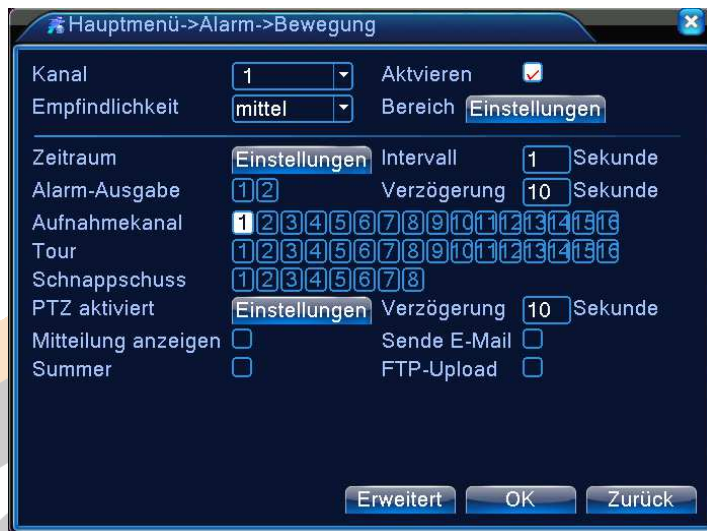 Hauptmenü->Alarm->Bewegung
Kanal 1 Aktvieren
Empfindlichkeit mittel Bereich Einstellungen
Zeitraum Einstellungen Intervall 1 Sekunde
Alarm-Ausgabe 1 2 Verzögerung 10 Sekunde
Aufnahmekanal 1 2 3 4 5 6 7 8 9 10 11 12 13 14 15 16
Tour 1 2 3 4 5 6 7 8 9 10 11 12 13 14 15 16
Schnappschuss 1 2 3 4 5 6 7 8
PTZ aktiviert Einstellungen Verzögerung 10 Sekunde
Mitteilung anzeigen Sende E-Mail
Summer FTP-Upload
Erweitert OK Zurück